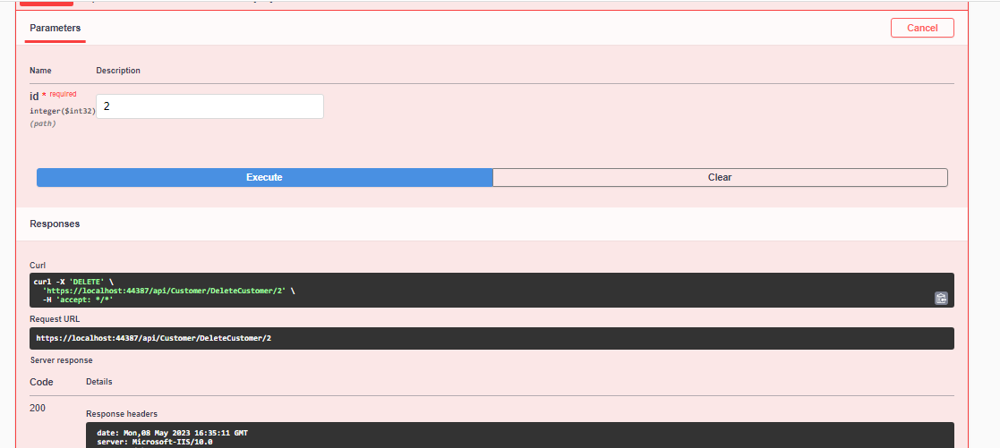 Parameters
Cancel
Name Description
id * required
integer($int32)
(path)
2
Execute Clear
Responses
Curl
curl -X 'DELETE' \
'https://localhost:44387/api/Customer/DeleteCustomer/2' \
-H 'accept: */*'
Request URL
https://localhost:44387/api/Customer/DeleteCustomer/2
Server response
Code Details
200
Response headers
date: Mon,08 May 2023 16:35:11 GMT
server: Microsoft-IIS/10.0